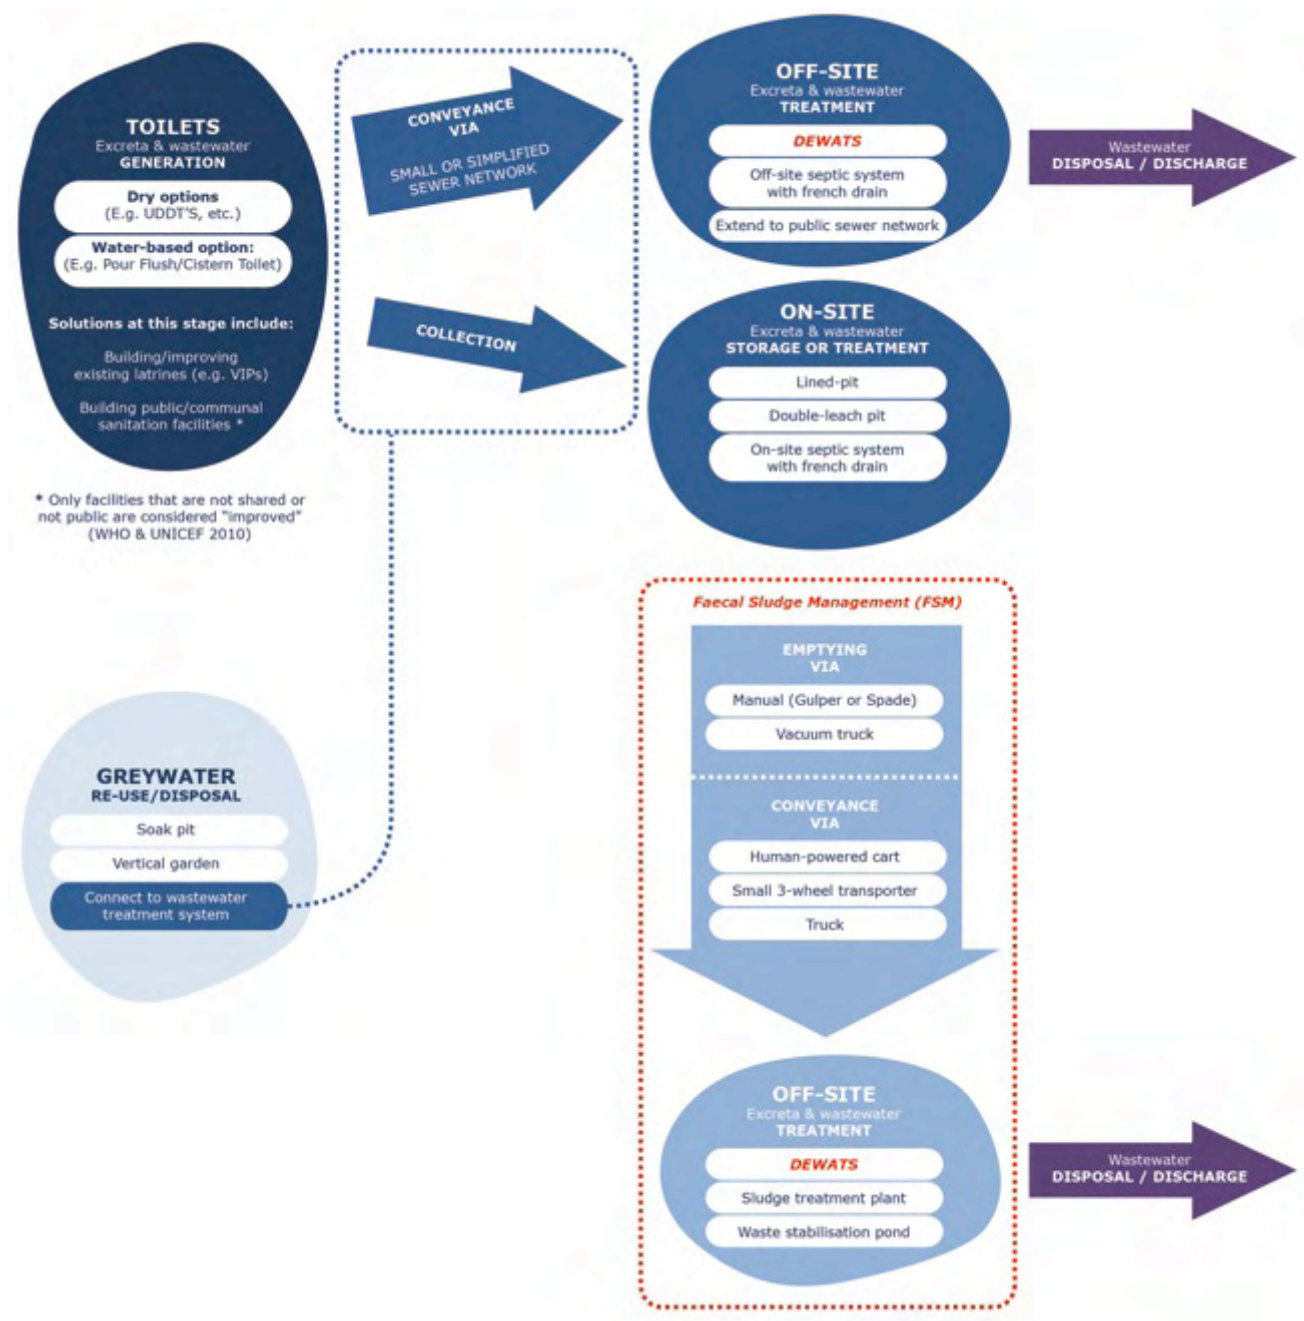 TOILETS
Excreta & wastewater
GENERATION
Dry options
(E.g. UDDT'S, etc.)
Water-based option:
(E.g. Pour Flush/Cistern Toilet)
Solutions at this stage include:
Building/improving
existing latrines (e.g. VIPs)
Building public/communal
sanitation facilities *
* Only facilities that are not shared or
not public are considered "improved"
(WHO & UNICEF 2010)
CONVEYANCE
VIA
SMALL OR SIMPLIFIED
SEWER NETWORK
COLLECTION
OFF-SITE
Excreta & wastewater
TREATMENT
DEWATS
Off-site septic system
with french drain
Extend to public sewer network
Wastewater
DISPOSAL / DISCHARGE
ON-SITE
Excreta & wastewater
STORAGE OR TREATMENT
Lined-pit
Double-leach pit
On-site septic system
with french drain
GREYWATER
RE-USE/DISPOSAL
Soak pit
Vertical garden
Connect to wastewater
treatment system
Faecal Sludge Management (FSM)
EMPTYING
VIA
Manual (Gulper or Spade)
Vacuum truck
CONVEYANCE
VIA
Human-powered cart
Small 3-wheel transporter
Truck
OFF-SITE
Excreta & wastewater
TREATMENT
DEWATS
Sludge treatment plant
Waste stabilisation pond
Wastewater
DISPOSAL / DISCHARGE